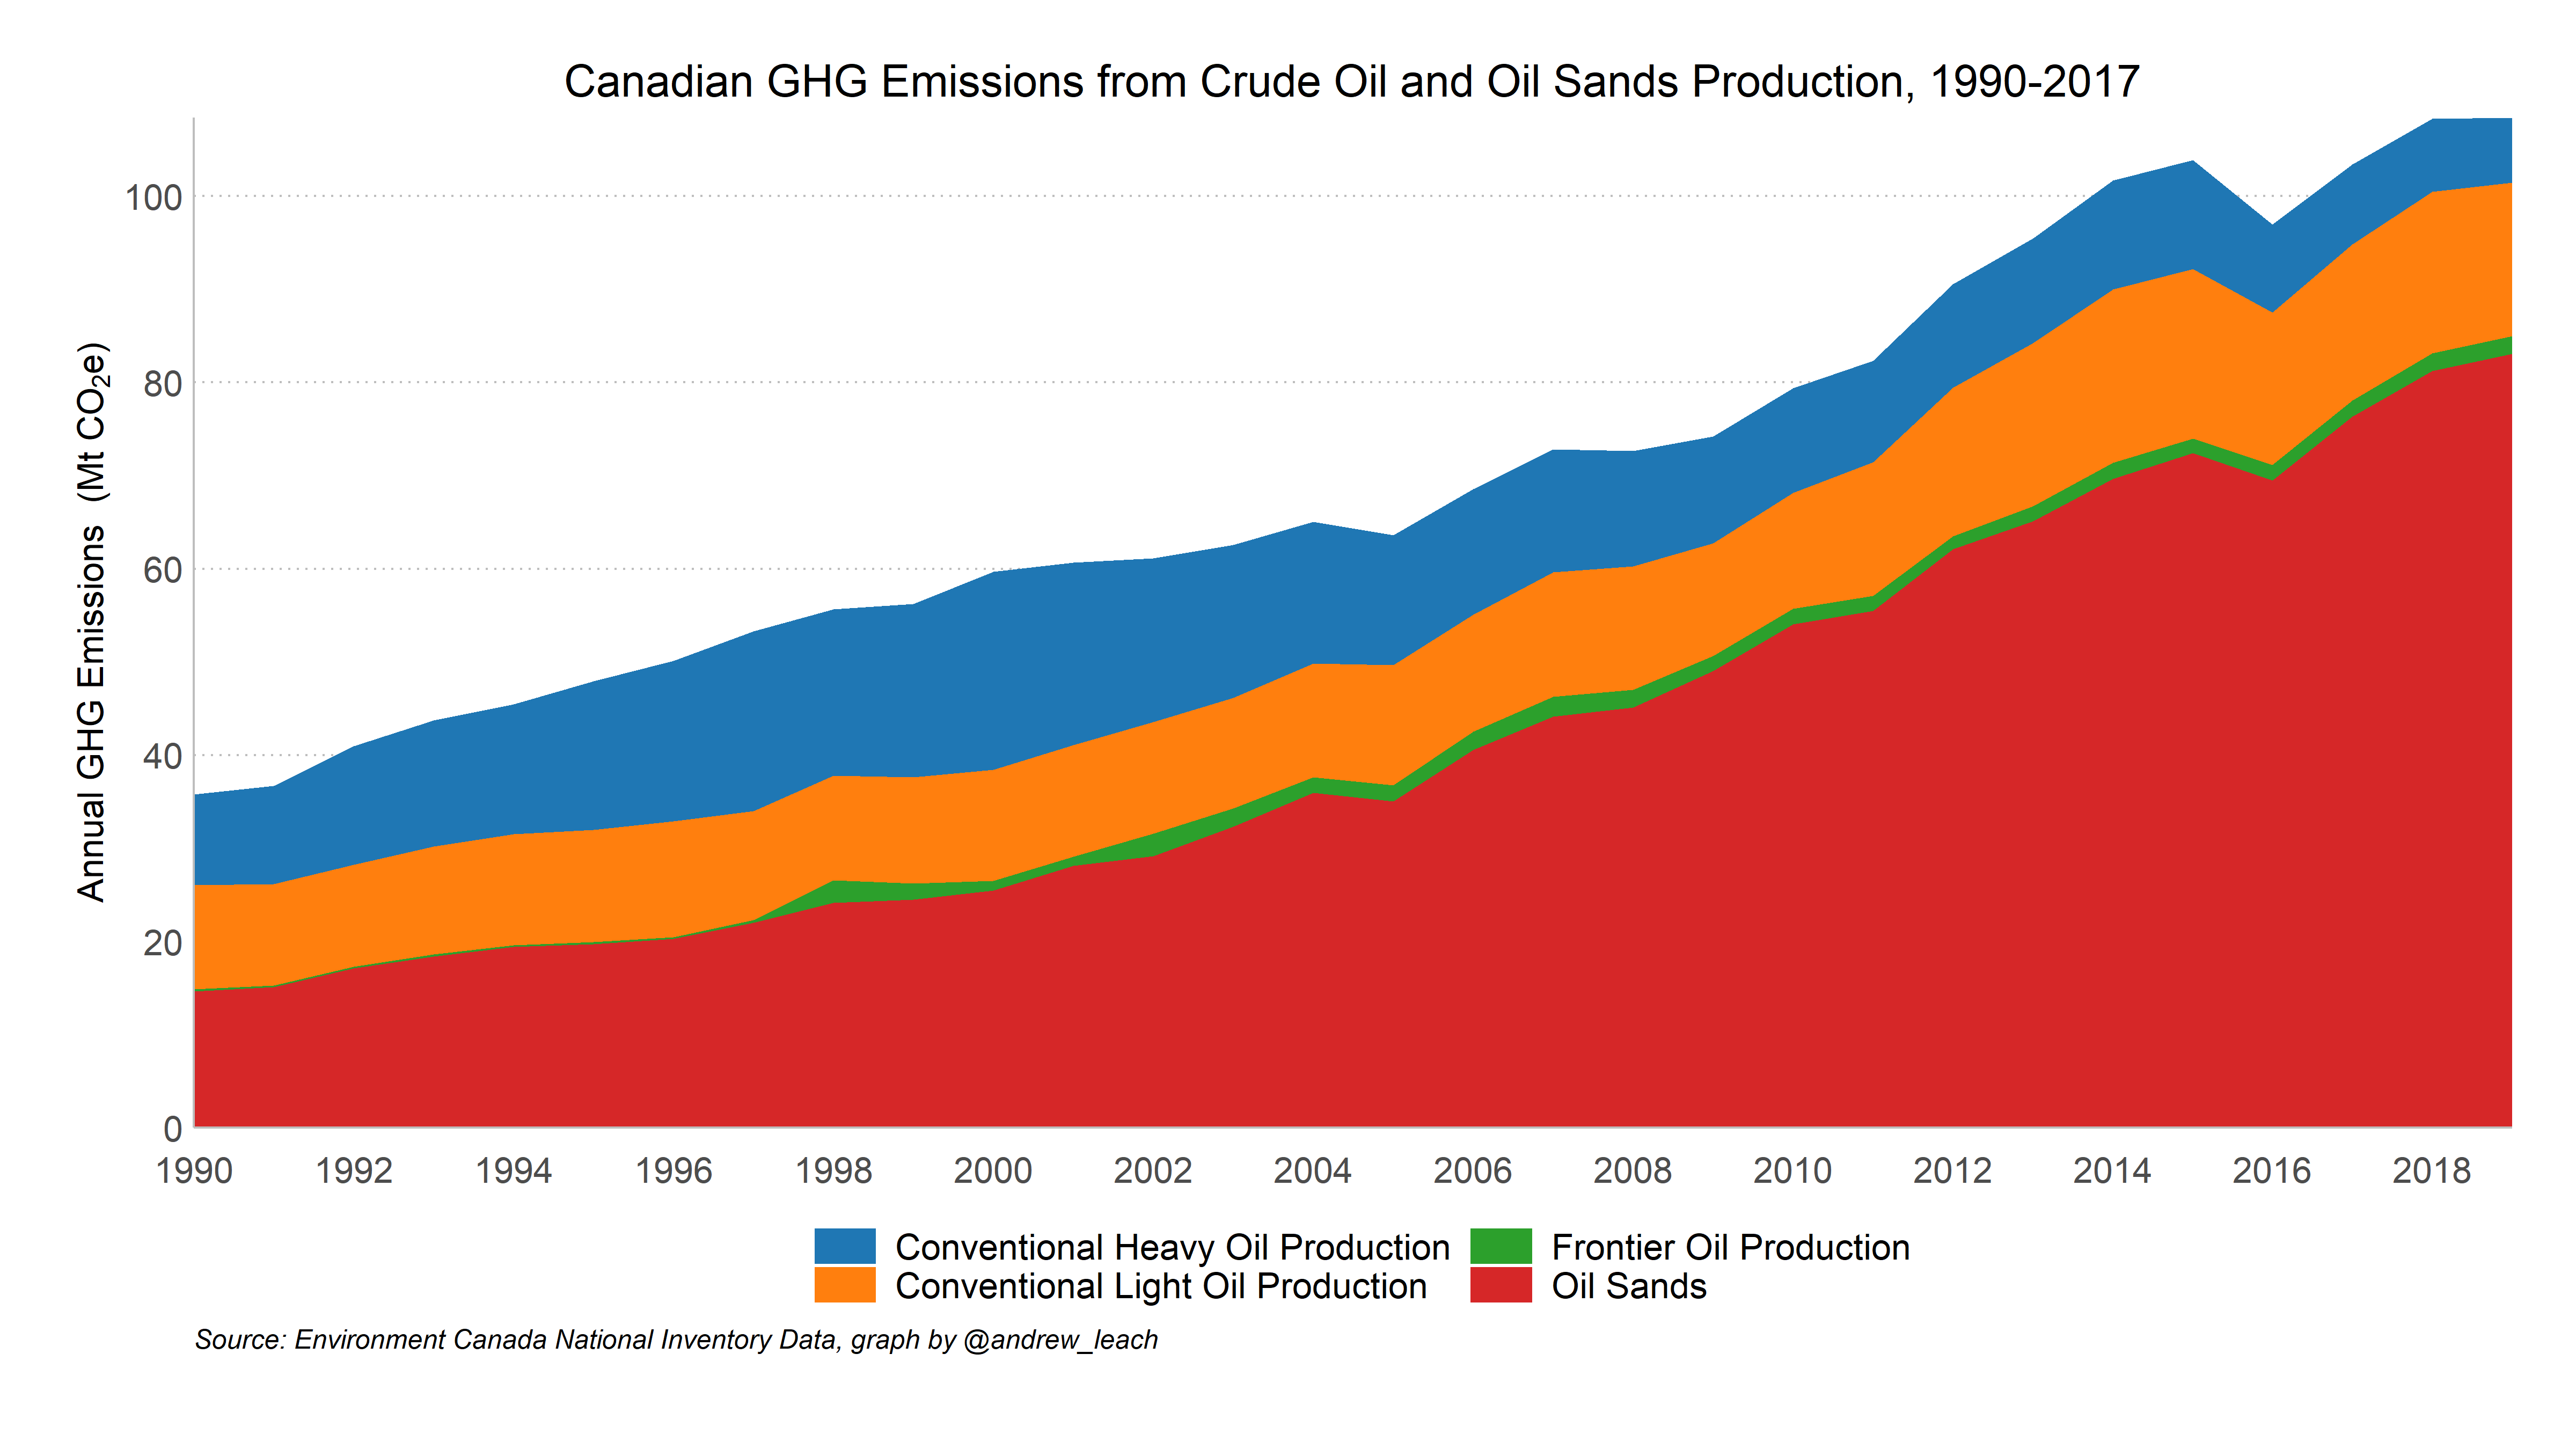 Canadian GHG Emissions from Crude Oil and Oil Sands Production, 1990-2017
Annual GHG Emissions (Mt CO₂e)
100
80
60
40
20
0
1990 1992 1994 1996 1998 2000 2002 2004 2006 2008 2010 2012 2014 2016 2018
Conventional Heavy Oil Production Frontier Oil Production
Conventional Light Oil Production Oil Sands
Source: Environment Canada National Inventory Data, graph by @andrew_leach